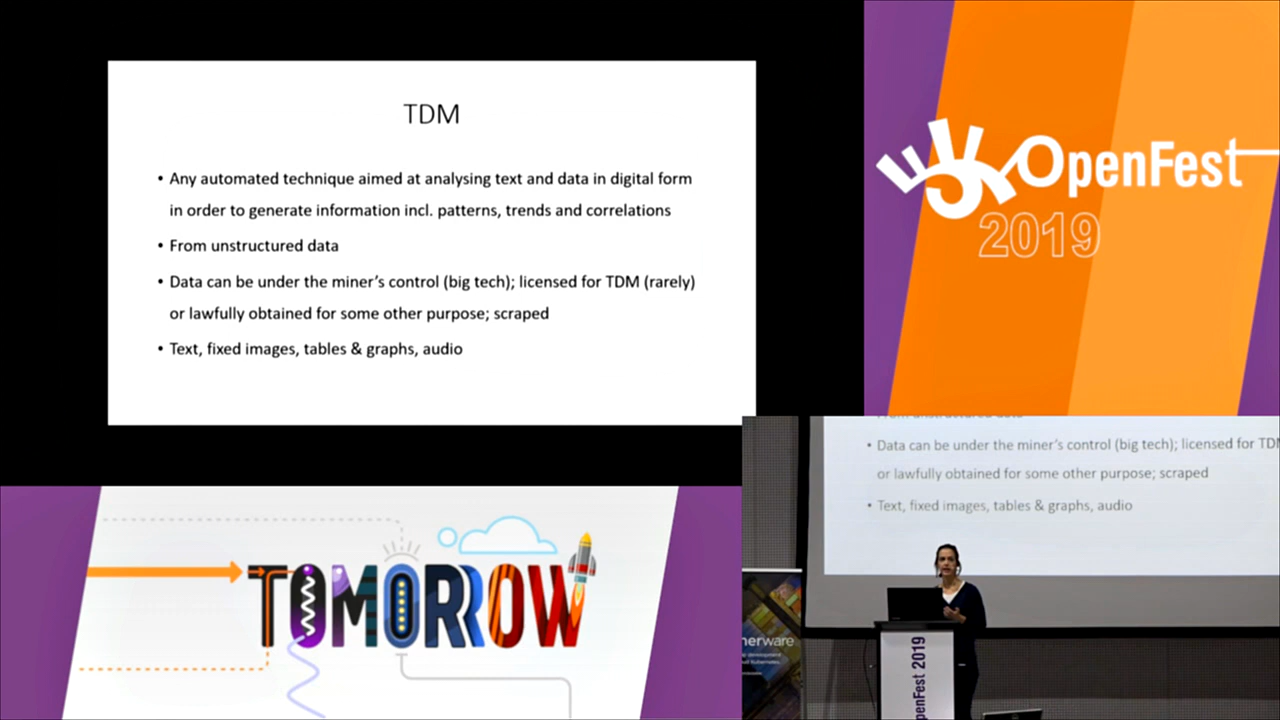 TDM
• Any automated technique aimed at analysing text and data in digital form
in order to generate information incl. patterns, trends and correlations
• From unstructured data
• Data can be under the miner's control (big tech); licensed for TDM (rarely)
or lawfully obtained for some other purpose; scraped
• Text, fixed images, tables & graphs, audio
OpenFest
2019
TOMORROW
• Data can be under the miner's control (big tech); licensed for TDM
or lawfully obtained for some other purpose; scraped
• Text, fixed images, tables & graphs, audio
nerware
penFest 2019